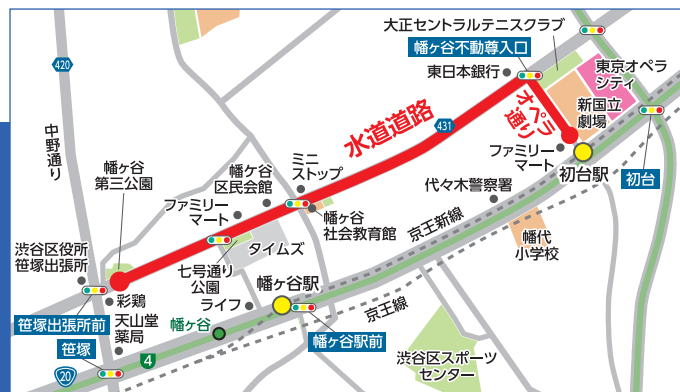 大正セントラルテニスクラブ
幡ヶ谷不動尊入口
東日本銀行
東京オペラ
シティ
新国立
劇場
オペラ
通り
水道道路
431
420
中野通り
ファミリー
マート
初台駅
初台
幡ヶ谷
第三公園
幡ヶ谷
区民会館
ミニ
ストップ
ファミリー
マート
幡ヶ谷
社会教育館
代々木警察署
京王新線
幡代
小学校
渋谷区役所
笹塚出張所
七号通り
公園
タイムズ
幡ヶ谷駅
京王線
彩鶏
ライフ
笹塚出張所前
天山堂
薬局
幡ヶ谷
幡ヶ谷駅前
笹塚
4
20
渋谷区スポーツ
センター